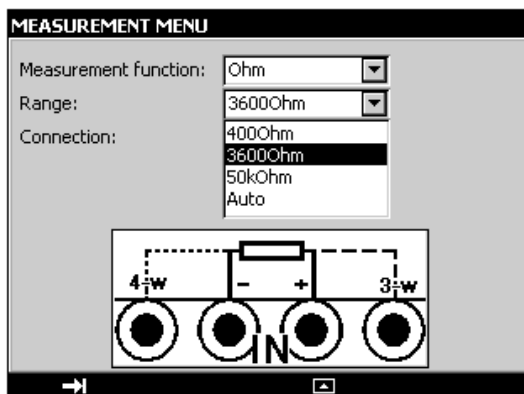 MEASUREMENT MENU
Measurement function: Ohm
Range: 3600Ohm
Connection:
400Ohm
3600Ohm
50kOhm
Auto
4-w - + 3-w
IN